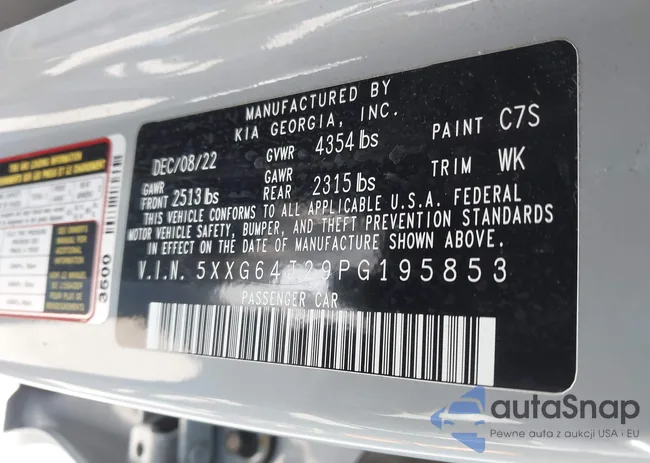 MANUFACTURED BY
KIA GEORGIA, INC.
DEC/08/22 GVWR 4354 lbs PAINT C7S
GAWR FRONT 2513 lbs GAWR REAR 2315 lbs TRIM WK
THIS VEHICLE CONFORMS TO ALL APPLICABLE U.S.A. FEDERAL
MOTOR VEHICLE SAFETY, BUMPER, AND THEFT PREVENTION STANDARDS
IN EFFECT ON THE DATE OF MANUFACTURE SHOWN ABOVE.
V.I.N. 5XXG64J29PG195853
PASSENGER CAR
3500
autaSnap
Pewne auta z aukcji USA i EU